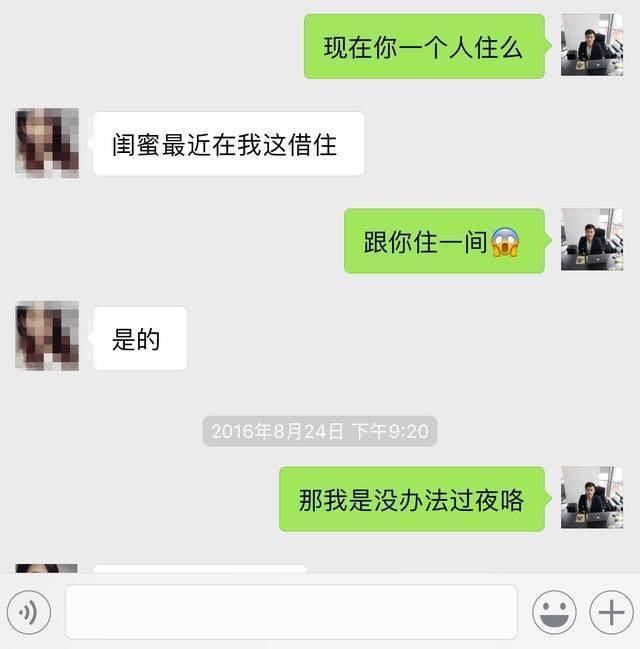 现在你一个人住么
闺蜜最近在我这借住
跟你住一间😱
是的
2016年8月24日 下午9:20
那我是没办法过夜咯